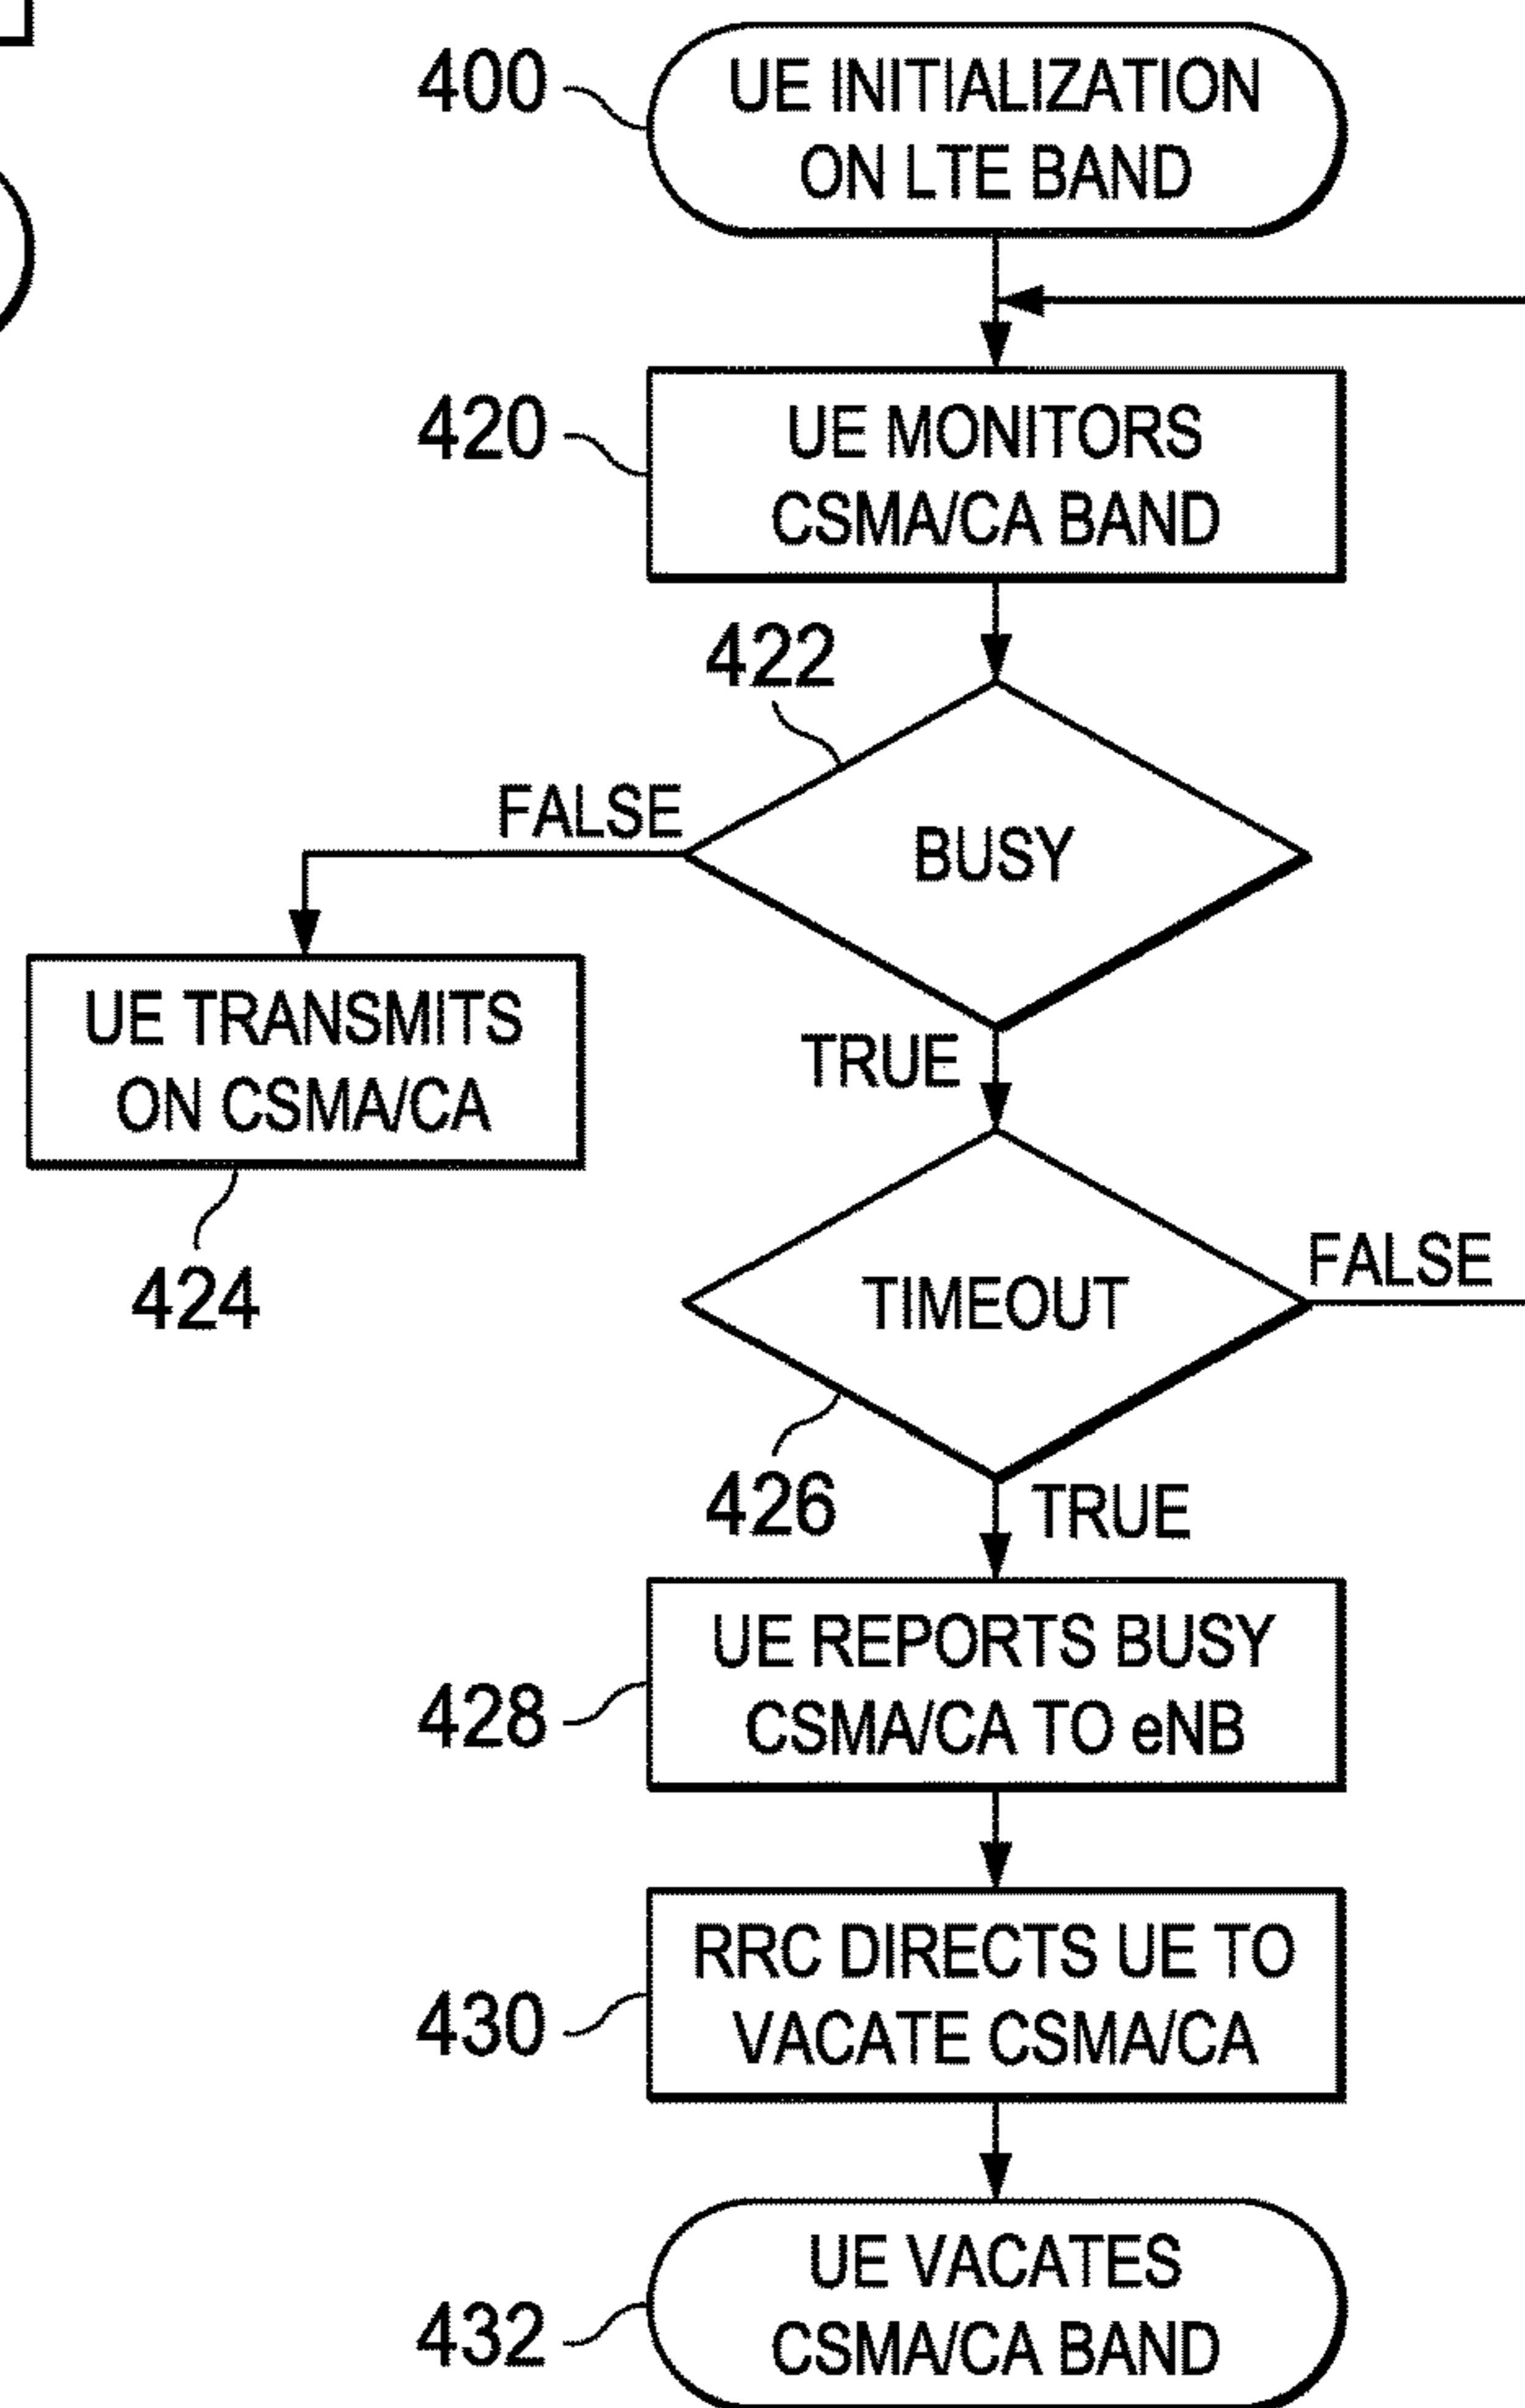 400
UE INITIALIZATION
ON LTE BAND
420
UE MONITORS
CSMA/CA BAND
422
FALSE
BUSY
UE TRANSMITS
ON CSMA/CA
424
TRUE
TIMEOUT
FALSE
426
TRUE
428
UE REPORTS BUSY
CSMA/CA TO eNB
430
RRC DIRECTS UE TO
VACATE CSMA/CA
432
UE VACATES
CSMA/CA BAND